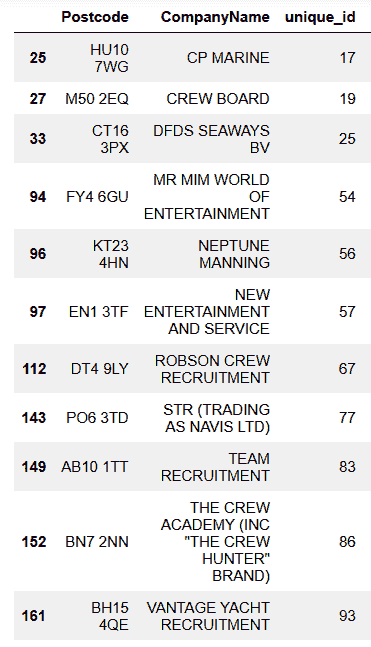 Postcode CompanyName unique_id
25 HU10 7WG CP MARINE 17
27 M50 2EQ CREW BOARD 19
33 CT16 3PX DFDS SEAWAYS BV 25
94 FY4 6GU MR MIM WORLD OF ENTERTAINMENT 54
96 KT23 4HN NEPTUNE MANNING 56
97 EN1 3TF NEW ENTERTAINMENT AND SERVICE 57
112 DT4 9LY ROBSON CREW RECRUITMENT 67
143 PO6 3TD STR (TRADING AS NAVIS LTD) 77
149 AB10 1TT TEAM RECRUITMENT 83
152 BN7 2NN THE CREW ACADEMY (INC "THE CREW HUNTER" BRAND) 86
161 BH15 4QE VANTAGE YACHT RECRUITMENT 93